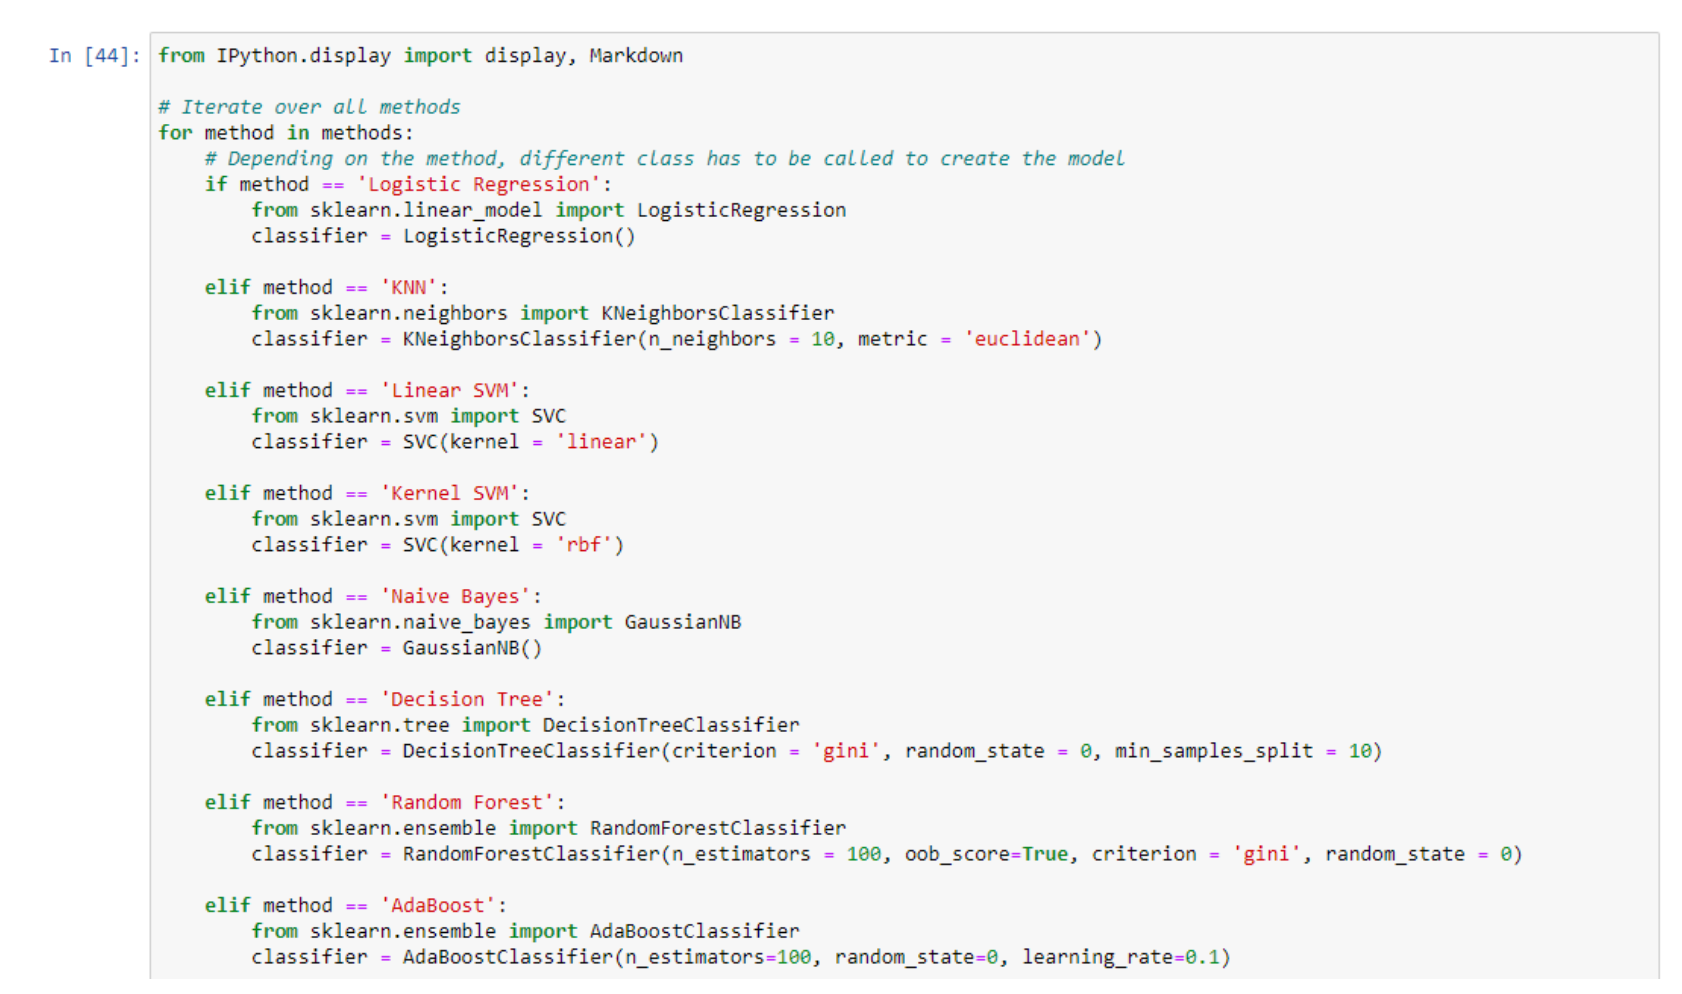 In [44]: from IPython.display import display, Markdown
# Iterate over all methods
for method in methods:
    # Depending on the method, different class has to be called to create the model
    if method == 'Logistic Regression':
        from sklearn.linear_model import LogisticRegression
        classifier = LogisticRegression()
    elif method == 'KNN':
        from sklearn.neighbors import KNeighborsClassifier
        classifier = KNeighborsClassifier(n_neighbors = 10, metric = 'euclidean')
    elif method == 'Linear SVM':
        from sklearn.svm import SVC
        classifier = SVC(kernel = 'linear')
    elif method == 'Kernel SVM':
        from sklearn.svm import SVC
        classifier = SVC(kernel = 'rbf')
    elif method == 'Naive Bayes':
        from sklearn.naive_bayes import GaussianNB
        classifier = GaussianNB()
    elif method == 'Decision Tree':
        from sklearn.tree import DecisionTreeClassifier
        classifier = DecisionTreeClassifier(criterion = 'gini', random_state = 0, min_samples_split = 10)
    elif method == 'Random Forest':
        from sklearn.ensemble import RandomForestClassifier
        classifier = RandomForestClassifier(n_estimators = 100, oob_score=True, criterion = 'gini', random_state = 0)
    elif method == 'AdaBoost':
        from sklearn.ensemble import AdaBoostClassifier
        classifier = AdaBoostClassifier(n_estimators=100, random_state=0, learning_rate=0.1)